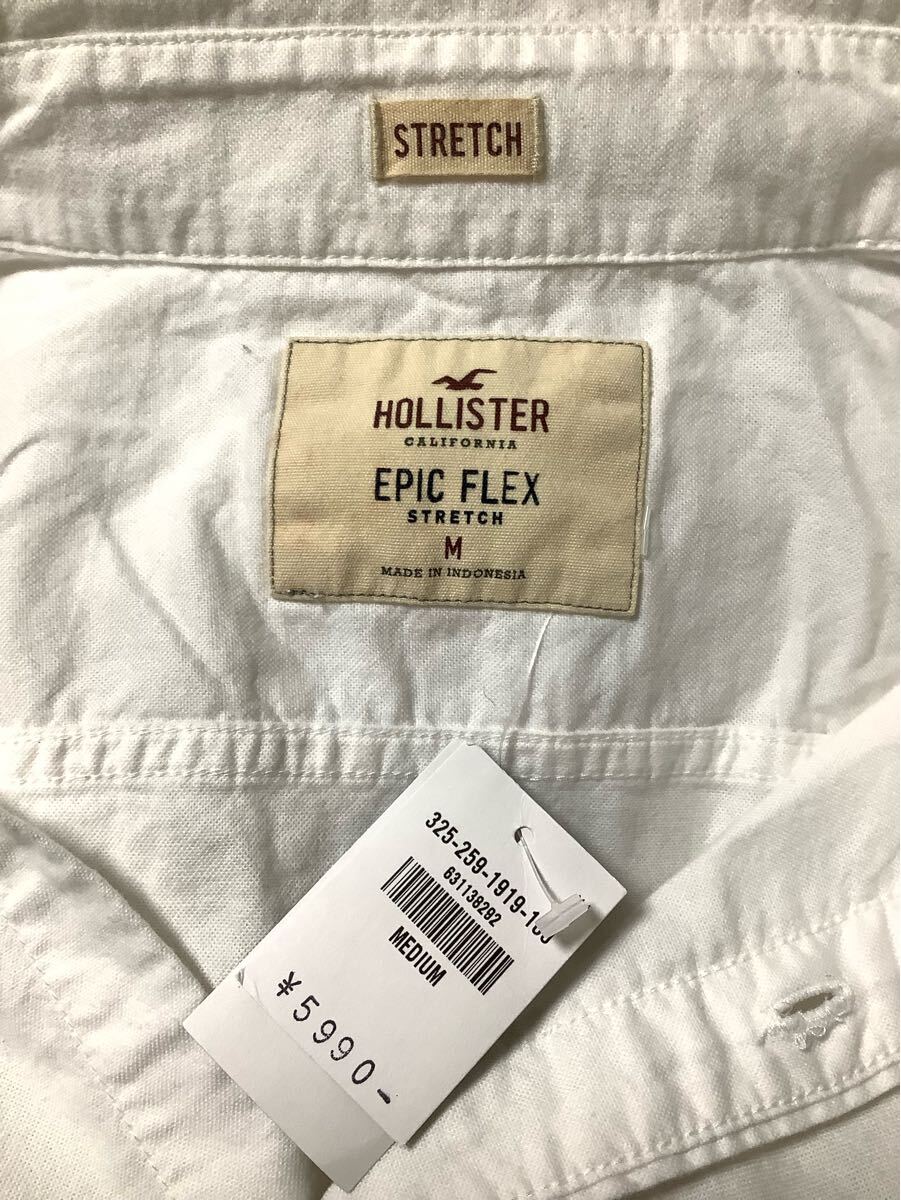 STRETCH
HOLLISTER
CALIFORNIA
EPIC FLEX
STRETCH
M
MADE IN INDONESIA
325-259-1919-1
631138282
MEDIUM
¥5990-